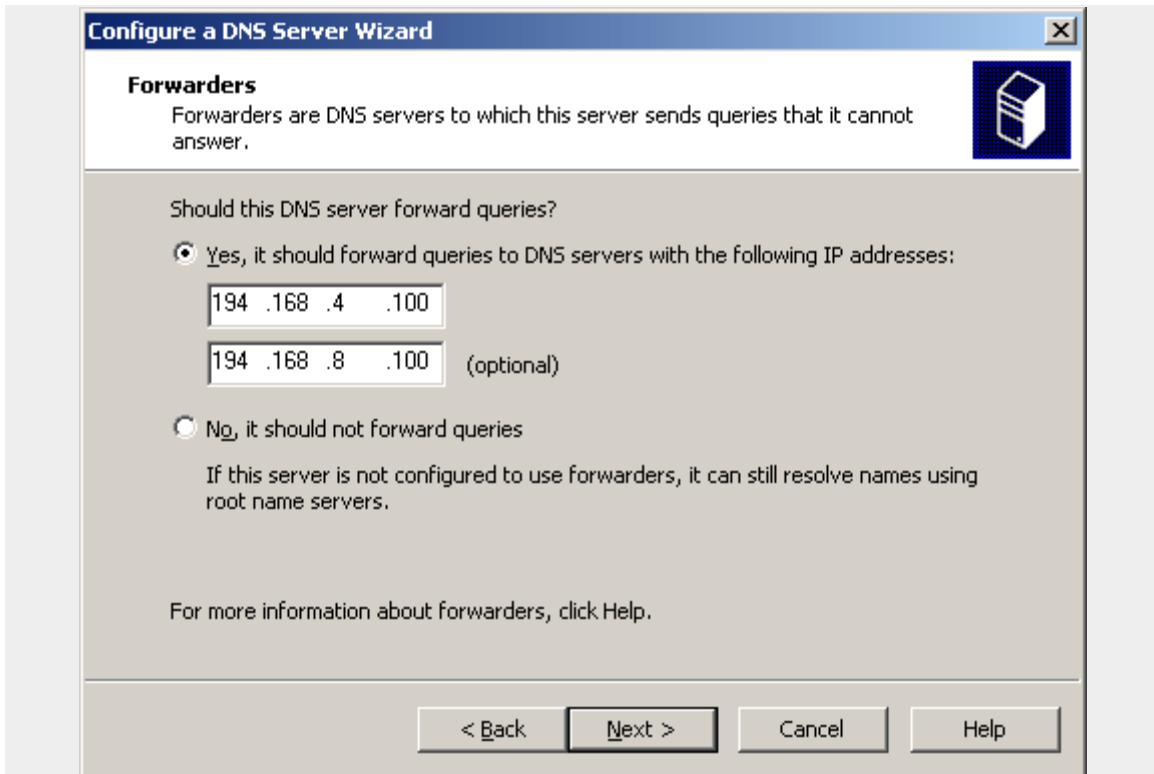 Configure a DNS Server Wizard
Forwarders
Forwarders are DNS servers to which this server sends queries that it cannot
answer.
Should this DNS server forward queries?
Yes, it should forward queries to DNS servers with the following IP addresses:
194 .168 .4 .100
194 .168 .8 .100 (optional)
No, it should not forward queries
If this server is not configured to use forwarders, it can still resolve names using
root name servers.
For more information about forwarders, click Help.
< Back Next > Cancel Help